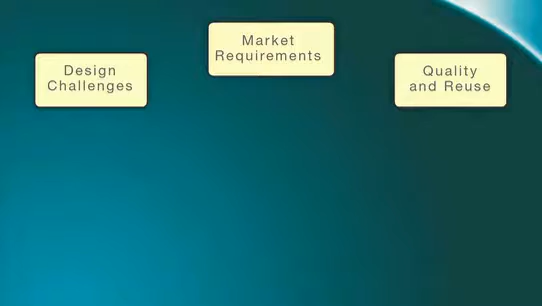 Design
Challenges
Market
Requirements
Quality
and Reuse